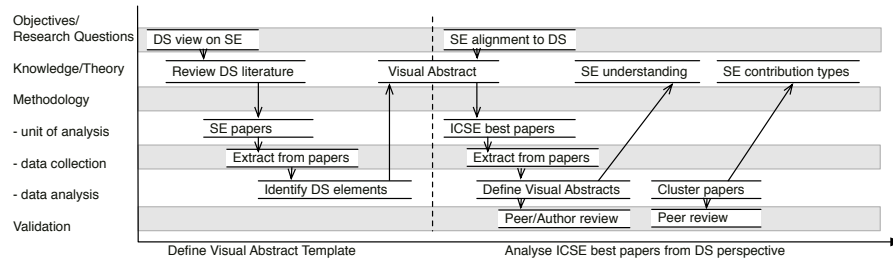 Objectives/
Research Questions
DS view on SE
SE alignment to DS
Knowledge/Theory
Review DS literature
Visual Abstract
SE understanding
SE contribution types
Methodology
- unit of analysis
SE papers
ICSE best papers
- data collection
Extract from papers
Extract from papers
- data analysis
Identify DS elements
Define Visual Abstracts
Cluster papers
Validation
Peer/Author review
Peer review
Define Visual Abstract Template
Analyse ICSE best papers from DS perspective